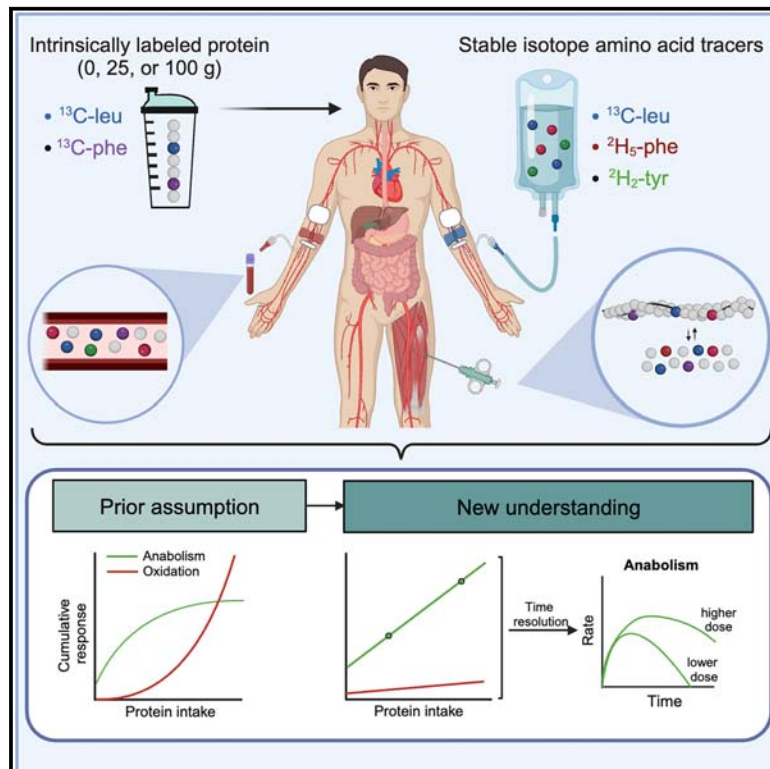 Intrinsically labeled protein
(0, 25, or 100 g)
• ¹³C-leu
• ¹³C-phe
Stable isotope amino acid tracers
• ¹³C-leu
• ²H₅-phe
• ²H₂-tyr
Prior assumption
New understanding
Anabolism
Oxidation
Cumulative
response
Protein intake
Protein intake
Time
resolution
Anabolism
Rate
higher
dose
lower
dose
Time